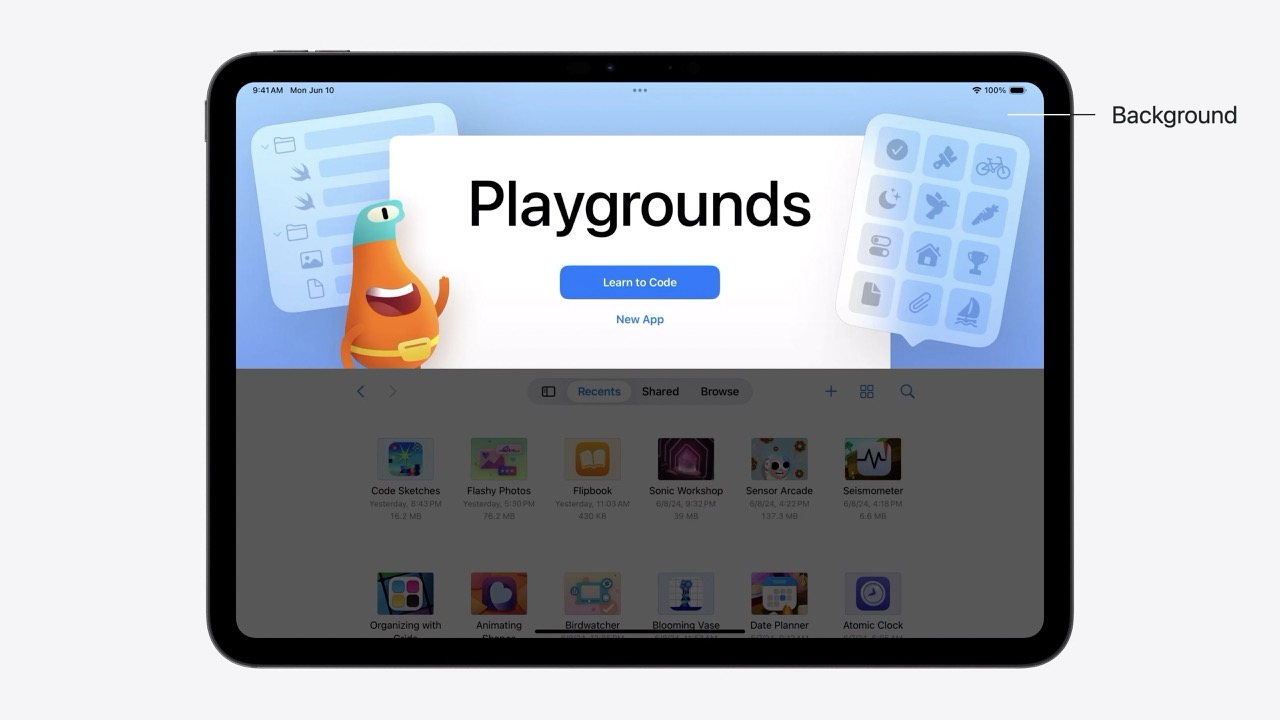 9:41 AM Mon Jun 10
100%
Background
Playgrounds
Learn to Code
New App
Recents Shared Browse
Code Sketches Flashy Photos Flipbook Sonic Workshop Sensor Arcade Seismometer
Yesterday, 8:43 PM Yesterday, 5:30 PM Yesterday, 11:03 AM 6/8/24, 9:32 PM 6/8/24, 4:22 PM 6/8/24, 4:18 PM
16.2 MB 76.2 MB 430 KB 39 MB 137.3 MB 6.6 MB
Organizing with Animating Birdwatcher Blooming Vase Date Planner Atomic Clock